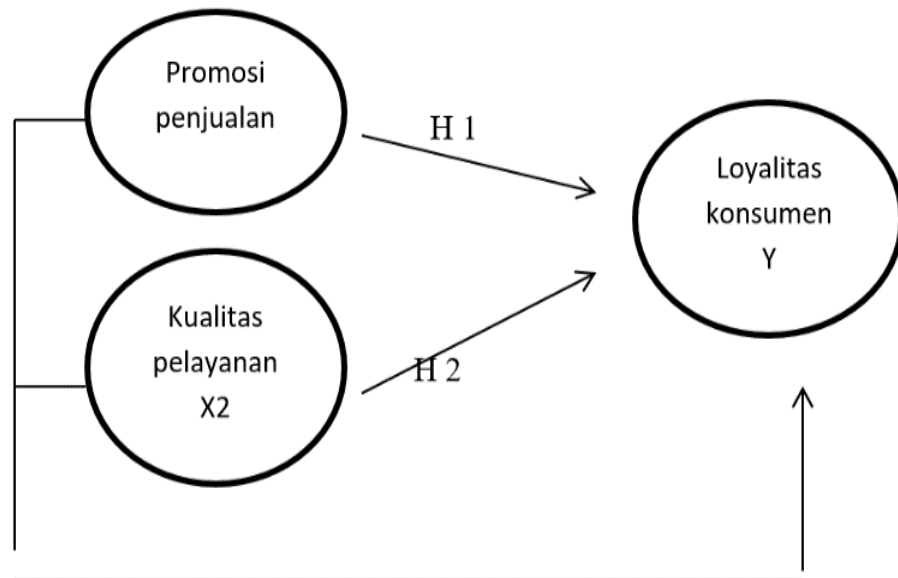 Promosi
penjualan
H 1
Loyalitas
konsumen
Y
Kualitas
pelayanan
X2
H 2